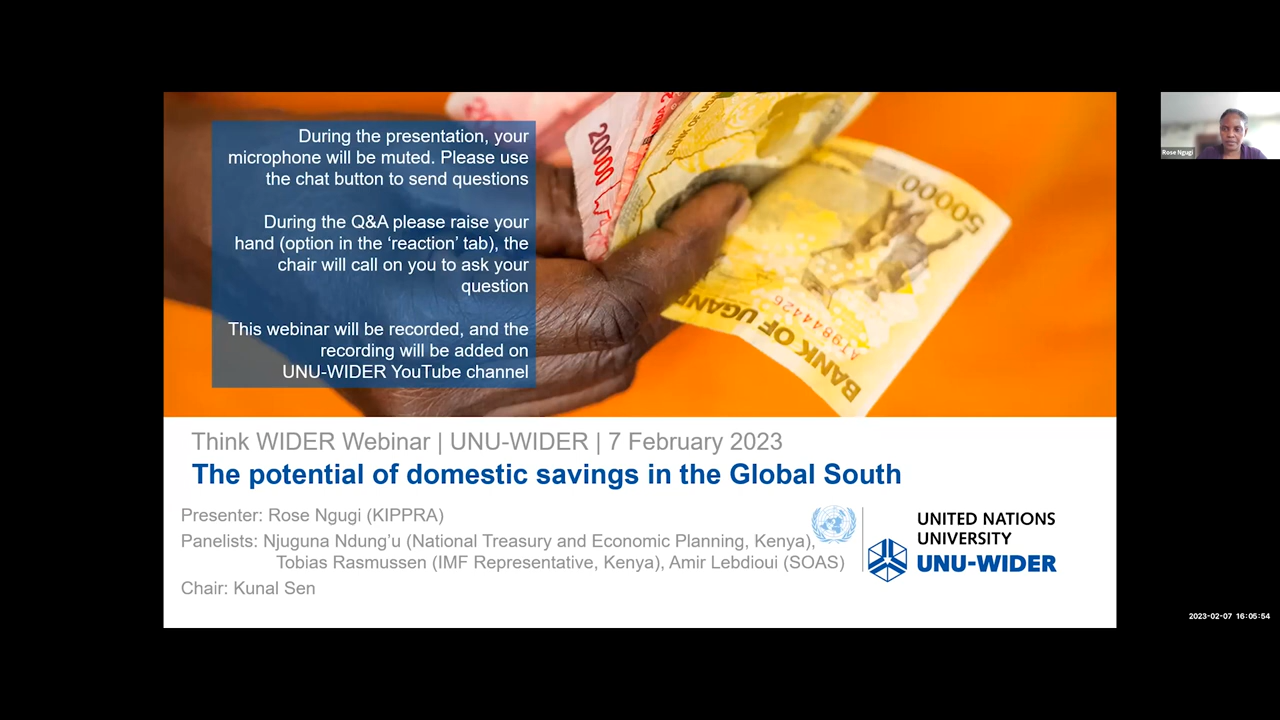 During the presentation, your
microphone will be muted. Please use
the chat button to send questions
During the Q&A please raise your
hand (option in the ‘reaction’ tab), the
chair will call on you to ask your
question
This webinar will be recorded, and the
recording will be added on
UNU-WIDER YouTube channel
20000
BANK OF UGA
50000
AT9844426
BANK OF UGAN
Rose Ngugi
Think WIDER Webinar | UNU-WIDER | 7 February 2023
The potential of domestic savings in the Global South
Presenter: Rose Ngugi (KIPPRA)
Panelists: Njuguna Ndung’u (National Treasury and Economic Planning, Kenya),
Tobias Rasmussen (IMF Representative, Kenya), Amir Lebdioui (SOAS)
Chair: Kunal Sen
UNITED NATIONS
UNIVERSITY
UNU-WIDER
2023-02-07 16:05:54